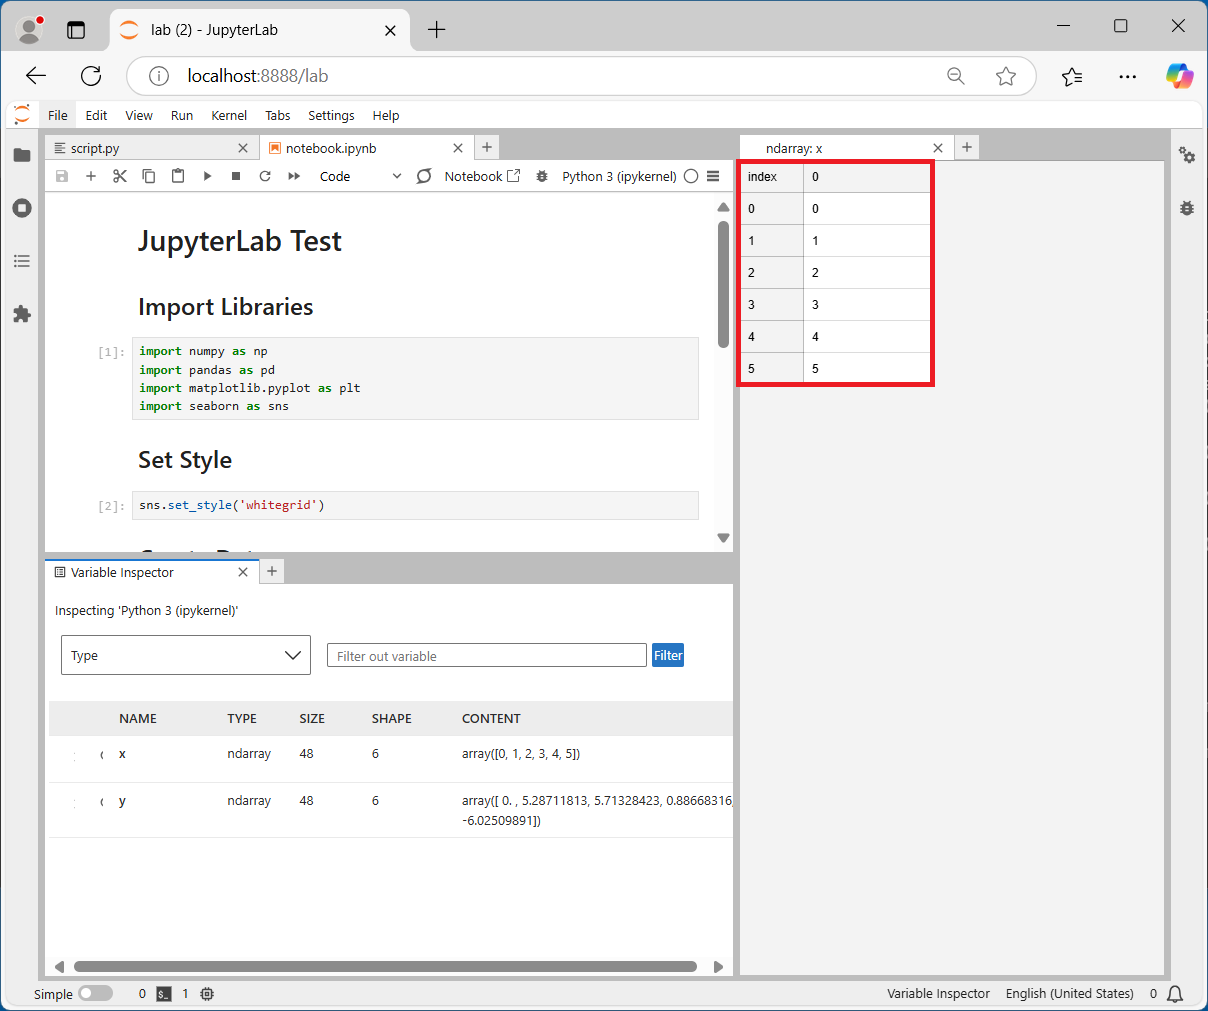 lab (2) - JupyterLab
localhost:8888/lab
File Edit View Run Kernel Tabs Settings Help
script.py
notebook.ipynb
Code
Notebook
Python 3 (ipykernel)
JupyterLab Test
Import Libraries
[1]:
import numpy as np
import pandas as pd
import matplotlib.pyplot as plt
import seaborn as sns
Set Style
[2]:
sns.set_style('whitegrid')
ndarray: x
index 0
0 0
1 1
2 2
3 3
4 4
5 5
Variable Inspector
Inspecting 'Python 3 (ipykernel)'
Type
Filter out variable
Filter
NAME TYPE SIZE SHAPE CONTENT
x ndarray 48 6 array([0, 1, 2, 3, 4, 5])
y ndarray 48 6 array([ 0. , 5.28711813, 5.71328423, 0.88668316,
-6.02509891])
Simple 0 $_ 1
Variable Inspector English (United States) 0